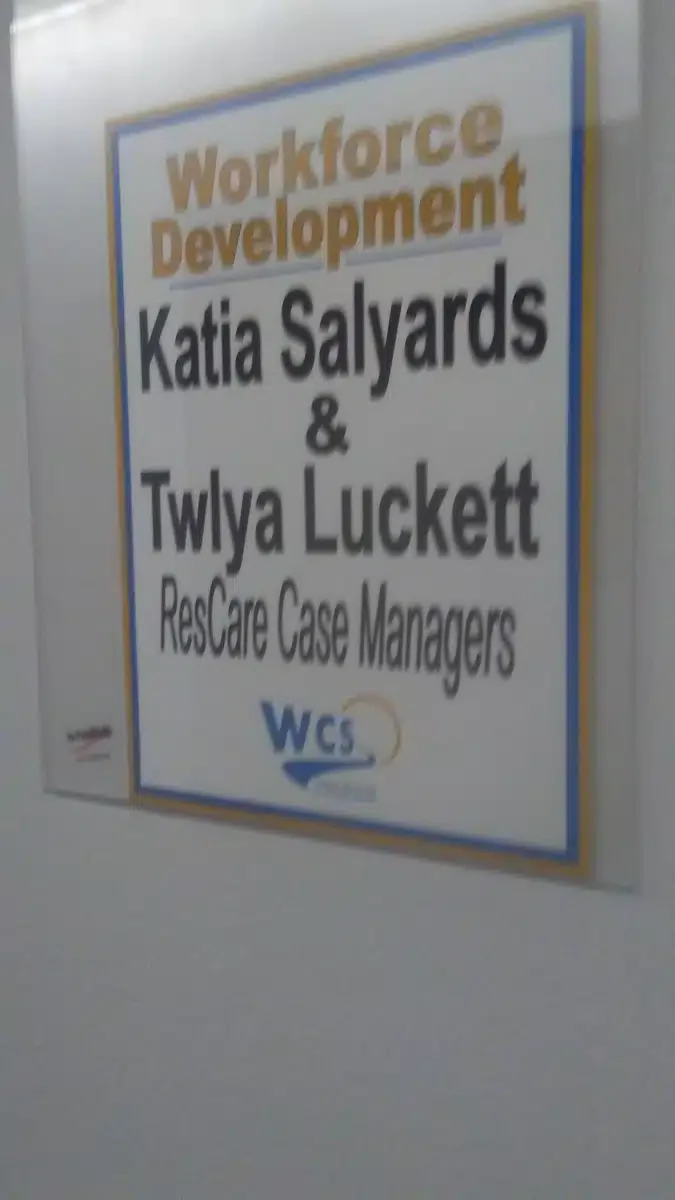 Workforce
Development
Katia Salyards
&
Twlya Luckett
ResCare Case Managers
WCS